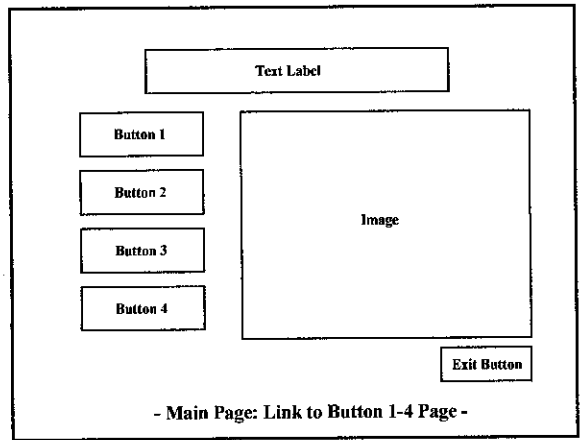 Text Label
Button 1
Button 2
Button 3
Button 4
Image
Exit Button
- Main Page: Link to Button 1-4 Page -